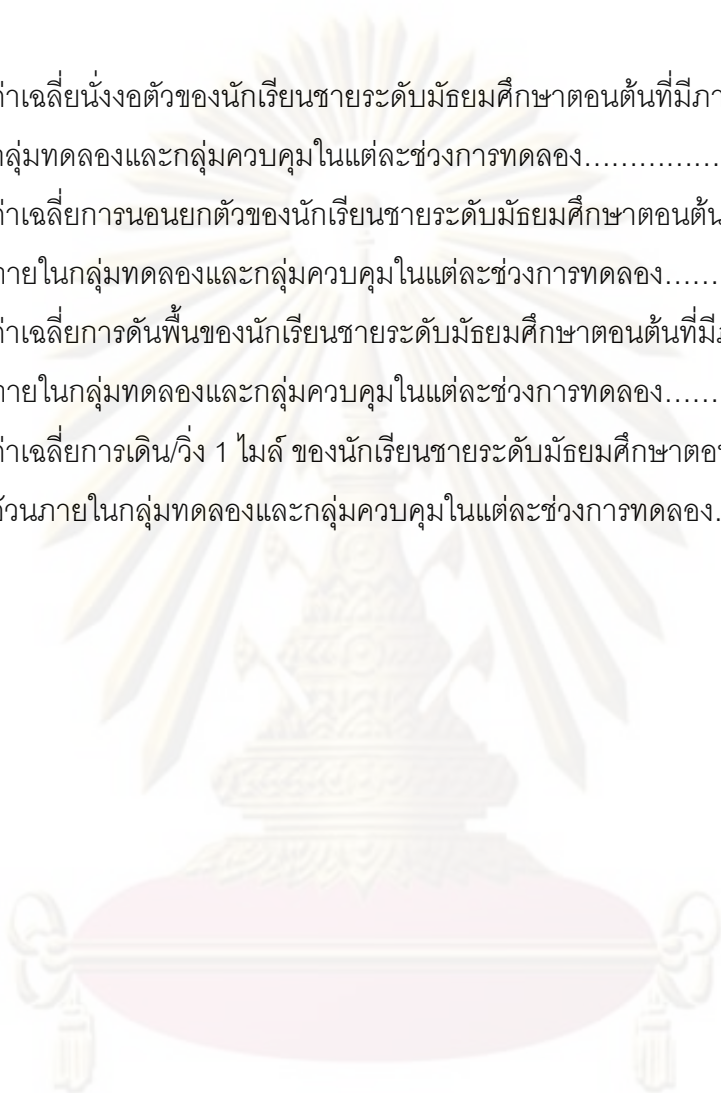 ค่าเฉลี่ยนั่งงอตัวของนักเรียนชายระดับมัธยมศึกษาตอนต้นที่มีภา
กลุ่มทดลองและกลุ่มควบคุมในแต่ละช่วงการทดลอง……………
ค่าเฉลี่ยการนอนยกตัวของนักเรียนชายระดับมัธยมศึกษาตอนต้น
ภายในกลุ่มทดลองและกลุ่มควบคุมในแต่ละช่วงการทดลอง……
ค่าเฉลี่ยการดันพื้นของนักเรียนชายระดับมัธยมศึกษาตอนต้นที่มีภ
ภายในกลุ่มทดลองและกลุ่มควบคุมในแต่ละช่วงการทดลอง……
ค่าเฉลี่ยการเดิน/วิ่ง 1 ไมล์ ของนักเรียนชายระดับมัธยมศึกษาตอน
อ้วนภายในกลุ่มทดลองและกลุ่มควบคุมในแต่ละช่วงการทดลอง.